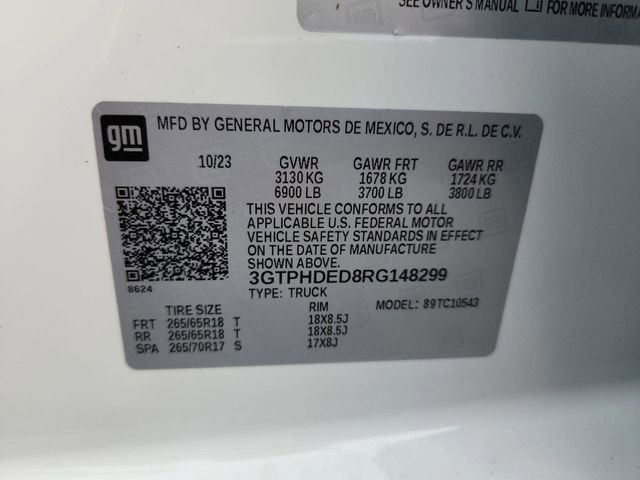 SEE OWNER'S MANUAL FOR MORE
gm
MFD BY GENERAL MOTORS DE MEXICO, S. DE R.L. DE C.V.
10/23 GVWR GAWR FRT GAWR RR
3130 KG 1678 KG 1724 KG
6900 LB 3700 LB 3800 LB
THIS VEHICLE CONFORMS TO ALL
APPLICABLE U.S. FEDERAL MOTOR
VEHICLE SAFETY STANDARDS IN EFFECT
ON THE DATE OF MANUFACTURE
SHOWN ABOVE.
8624
3GTPHDED8RG148299
TYPE: TRUCK
MODEL: 89TC10543
TIRE SIZE RIM
FRT 265/65R18 T 18X8.5J
RR 265/65R18 T 18X8.5J
SPA 265/70R17 S 17X8J